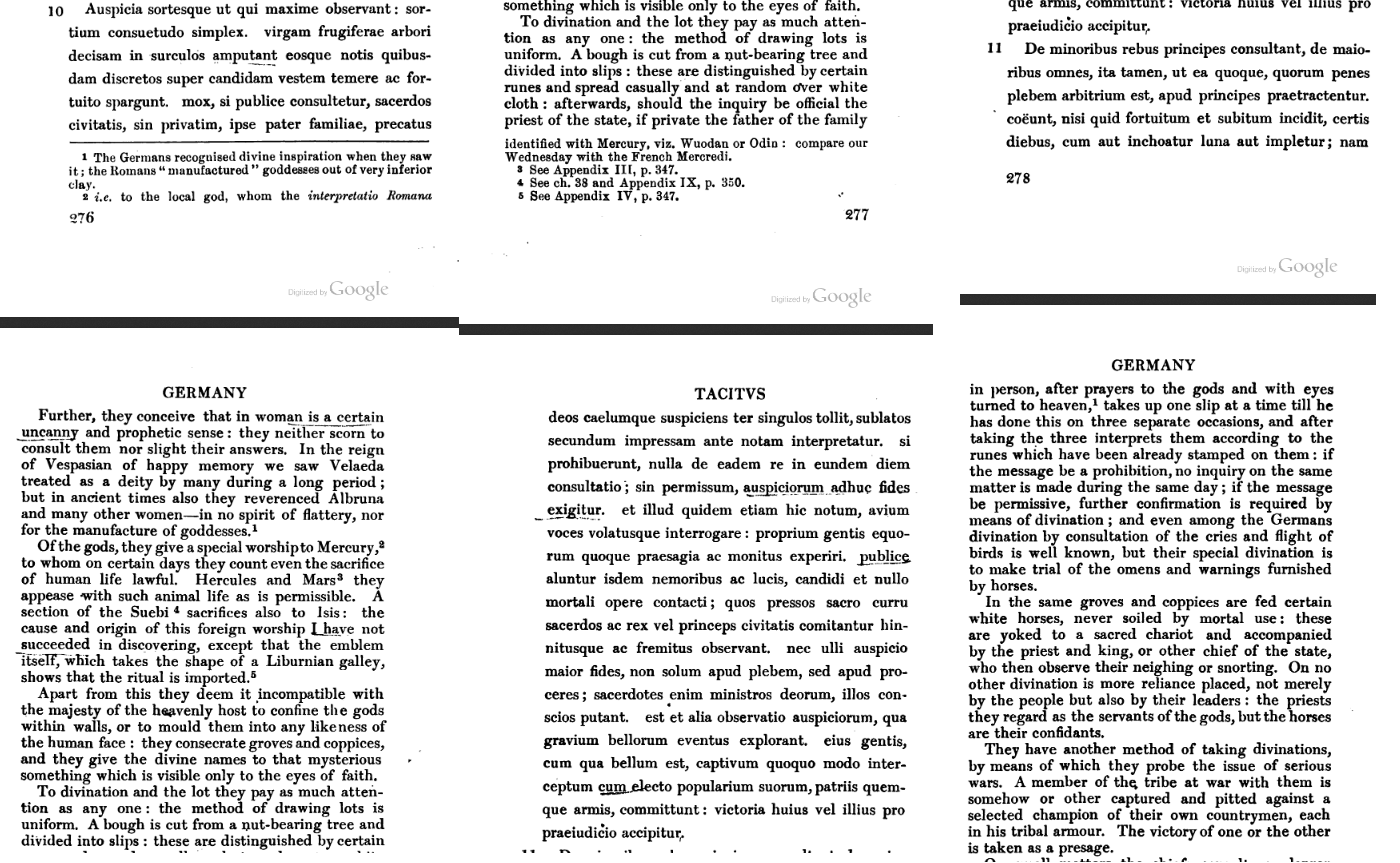 10 Auspicia sortesque ut qui maxime observant: sor-
tium consuetudo simplex. virgam frugiferae arbori
decisam in surculos amputant eosque notis quibus-
dam discretos super candidam vestem temere ac for-
tuito spargunt. mox, si publice consultetur, sacerdos
civitatis, sin privatim, ipse pater familiae, precatus
1 The Germans recognised divine inspiration when they saw
it; the Romans "manufactured" goddesses out of very inferior
clay.
2 i.e. to the local god, whom the interpretatio Romana
276
Digitized by Google
something which is visible only to the eyes of faith.
To divination and the lot they pay as much atten-
tion as any one: the method of drawing lots is
uniform. A bough is cut from a nut-bearing tree and
divided into slips: these are distinguished by certain
runes and spread casually and at random over white
cloth: afterwards, should the inquiry be official the
priest of the state, if private the father of the family
identified with Mercury, viz. Wuodan or Odin: compare our
Wednesday with the French Mercredi.
3 See Appendix III, p. 347.
4 See ch. 38 and Appendix IX, p. 350.
5 See Appendix IV, p. 347.
277
Digitized by Google
que armis, committunt: victoria huius vel illius pro
praeiudicio accipitur.
11 De minoribus rebus principes consultant, de maio-
ribus omnes, ita tamen, ut ea quoque, quorum penes
plebem arbitrium est, apud principes praetractentur.
coëunt, nisi quid fortuitum et subitum incidit, certis
diebus, cum aut inchoatur luna aut impletur; nam
278
Digitized by Google
GERMANY
Further, they conceive that in woman is a certain
uncanny and prophetic sense: they neither scorn to
consult them nor slight their answers. In the reign
of Vespasian of happy memory we saw Velaeda
treated as a deity by many during a long period;
but in ancient times also they reverenced Albruna
and many other women—in no spirit of flattery, nor
for the manufacture of goddesses.1
Of the gods, they give a special worship to Mercury,2
to whom on certain days they count even the sacrifice
of human life lawful. Hercules and Mars3 they
appease with such animal life as is permissible. A
section of the Suebi 4 sacrifices also to Isis: the
cause and origin of this foreign worship I have not
succeeded in discovering, except that the emblem
itself, which takes the shape of a Liburnian galley,
shows that the ritual is imported.5
Apart from this they deem it incompatible with
the majesty of the heavenly host to confine the gods
within walls, or to mould them into any likeness of
the human face: they consecrate groves and coppices,
and they give the divine names to that mysterious
something which is visible only to the eyes of faith.
To divination and the lot they pay as much atten-
tion as any one: the method of drawing lots is
uniform. A bough is cut from a nut-bearing tree and
divided into slips: these are distinguished by certain
TACITVS
deos caelumque suspiciens ter singulos tollit, sublatos
secundum impressam ante notam interpretatur. si
prohibuerunt, nulla de eadem re in eundem diem
consultatio; sin permissum, auspiciorum adhuc fides
exigitur. et illud quidem etiam hic notum, avium
voces volatusque interrogare: proprium gentis equo-
rum quoque praesagia ac monitus experiri. publice
aluntur isdem nemoribus ac lucis, candidi et nullo
mortali opere contacti; quos pressos sacro curru
sacerdos ac rex vel princeps civitatis comitantur hin-
nitusque ac fremitus observant. nec ulli auspicio
maior fides, non solum apud plebem, sed apud pro-
ceres; sacerdotes enim ministros deorum, illos con-
scios putant. est et alia observatio auspiciorum, qua
gravium bellorum eventus explorant. eius gentis,
cum qua bellum est, captivum quoquo modo inter-
ceptum cum electo popularium suorum, patriis quem-
que armis, committunt: victoria huius vel illius pro
praeiudicio accipitur.
GERMANY
in person, after prayers to the gods and with eyes
turned to heaven,1 takes up one slip at a time till he
has done this on three separate occasions, and after
taking the three interprets them according to the
runes which have been already stamped on them: if
the message be a prohibition, no inquiry on the same
matter is made during the same day; if the message
be permissive, further confirmation is required by
means of divination; and even among the Germans
divination by consultation of the cries and flight of
birds is well known, but their special divination is
to make trial of the omens and warnings furnished
by horses.
In the same groves and coppices are fed certain
white horses, never soiled by mortal use: these
are yoked to a sacred chariot and accompanied
by the priest and king, or other chief of the state,
who then observe their neighing or snorting. On no
other divination is more reliance placed, not merely
by the people but also by their leaders: the priests
they regard as the servants of the gods, but the horses
are their confidants.
They have another method of taking divinations,
by means of which they probe the issue of serious
wars. A member of the tribe at war with them is
somehow or other captured and pitted against a
selected champion of their own countrymen, each
in his tribal armour. The victory of one or the other
is taken as a presage.